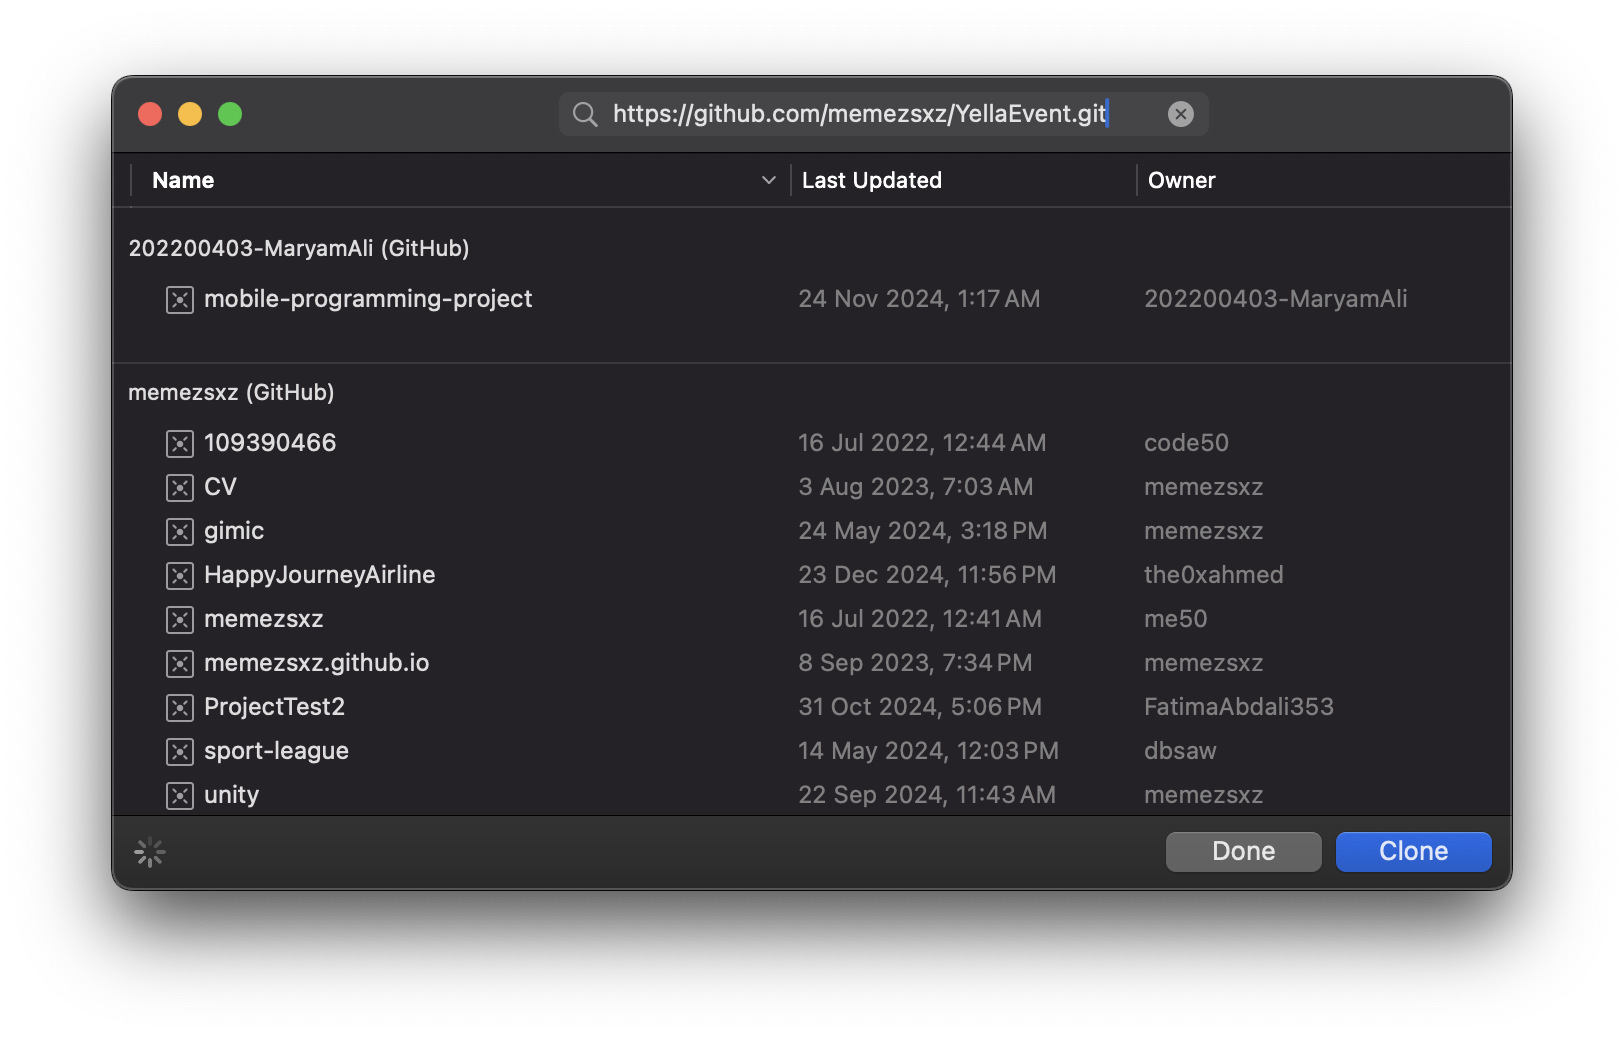 https://github.com/memezsxz/YellaEvent.git
Name Last Updated Owner
202200403-MaryamAli (GitHub)
mobile-programming-project 24 Nov 2024, 1:17 AM 202200403-MaryamAli
memezsxz (GitHub)
109390466 16 Jul 2022, 12:44 AM code50
CV 3 Aug 2023, 7:03 AM memezsxz
gimic 24 May 2024, 3:18 PM memezsxz
HappyJourneyAirline 23 Dec 2024, 11:56 PM the0xahmed
memezsxz 16 Jul 2022, 12:41 AM me50
memezsxz.github.io 8 Sep 2023, 7:34 PM memezsxz
ProjectTest2 31 Oct 2024, 5:06 PM FatimaAbdali353
sport-league 14 May 2024, 12:03 PM dbsaw
unity 22 Sep 2024, 11:43 AM memezsxz
Done Clone